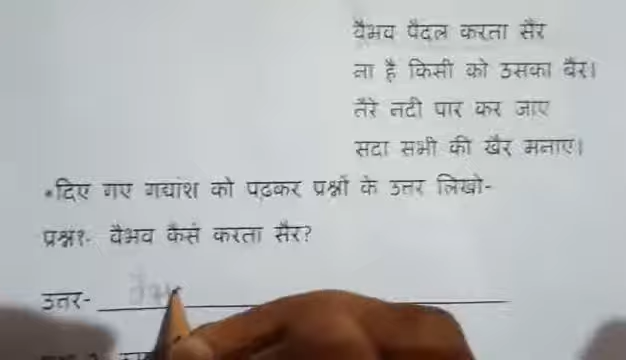 वैभव पैदल करता सैर
ना है किसी को उसका बैर।
तैरे नदी पार कर जाए
सदा सभी की खैर मनाए।
•दिए गए गद्यांश को पढ़कर प्रश्नों के उत्तर लिखो-
प्रश्न१- वैभव कैसे करता सैर?
उत्तर-